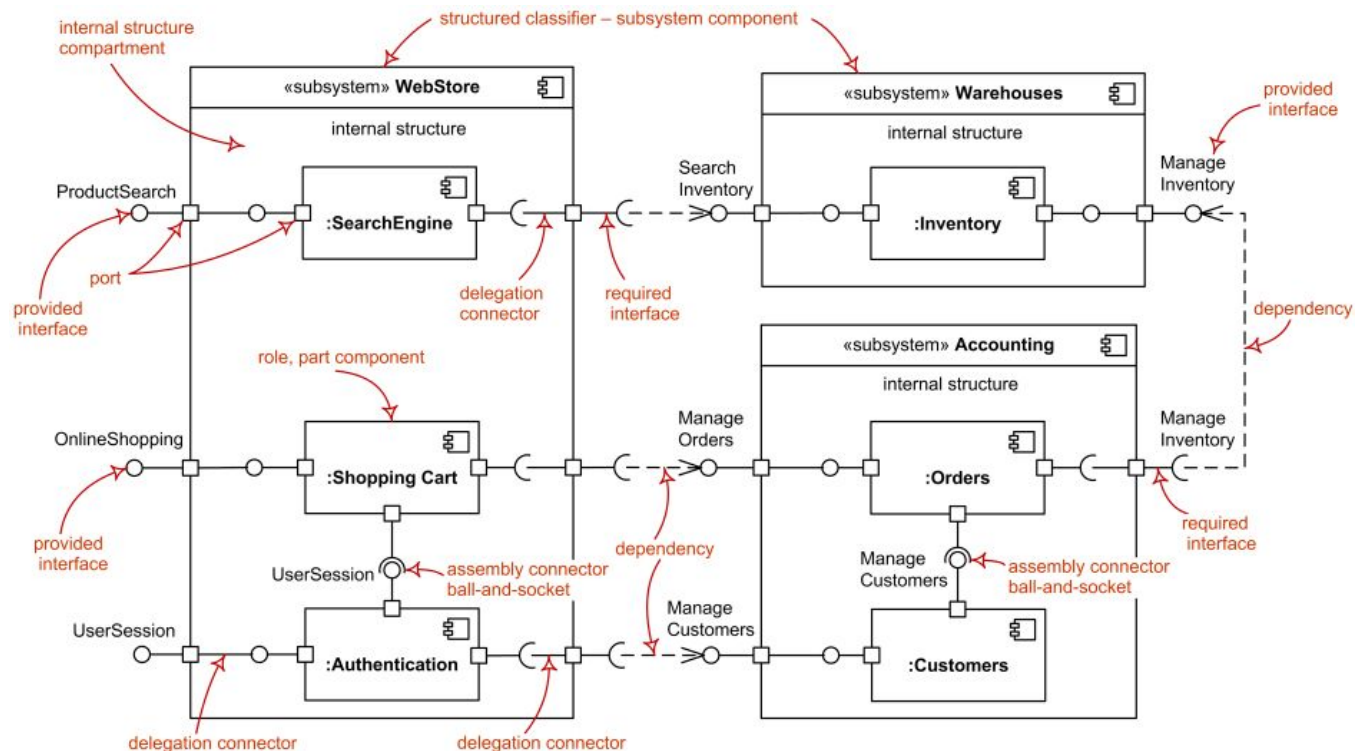 structured classifier – subsystem component
internal structure
compartment
«subsystem» WebStore
internal structure
«subsystem» Warehouses
internal structure
provided
interface
ProductSearch
:SearchEngine
Search
Inventory
:Inventory
Manage
Inventory
port
provided
interface
delegation
connector
required
interface
dependency
role, part component
«subsystem» Accounting
internal structure
OnlineShopping
:Shopping Cart
Manage
Orders
:Orders
Manage
Inventory
provided
interface
required
interface
dependency
UserSession
assembly connector
ball-and-socket
Manage
Customers
assembly connector
ball-and-socket
UserSession
:Authentication
Manage
Customers
:Customers
delegation connector
delegation connector